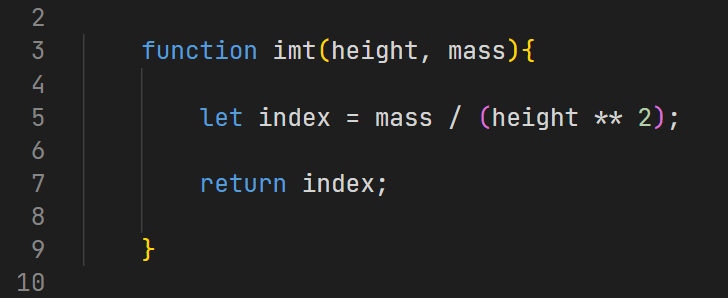 2
3 function imt(height, mass){
4
5 let index = mass / (height ** 2);
6
7 return index;
8
9 }
10